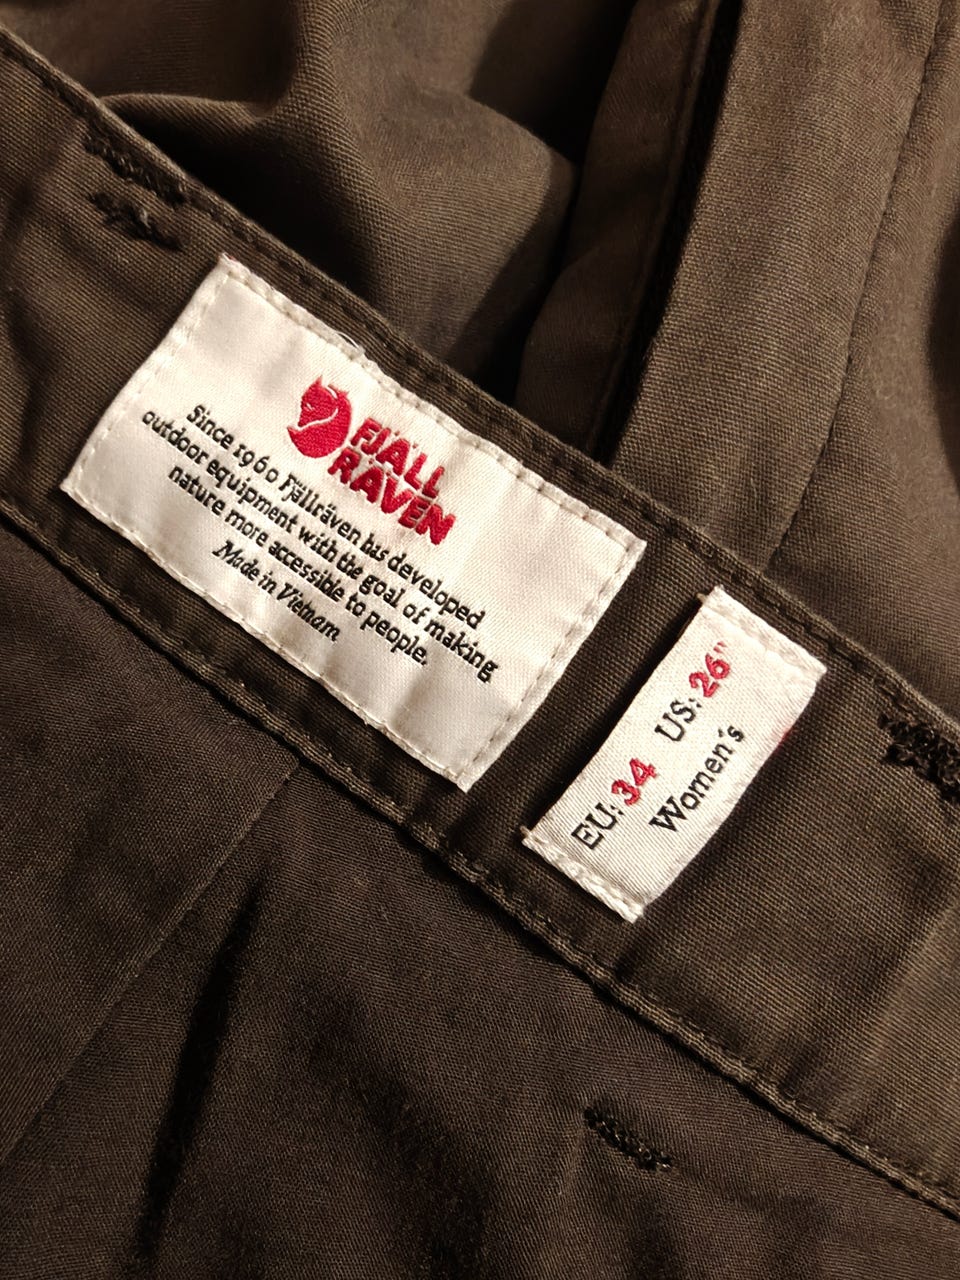 FJÄLL
RÄVEN
Since 1960 Fjällräven has developed
outdoor equipment with the goal of making
nature more accessible to people.
Made in Vietnam
EU: 34 US: 26"
Women´s